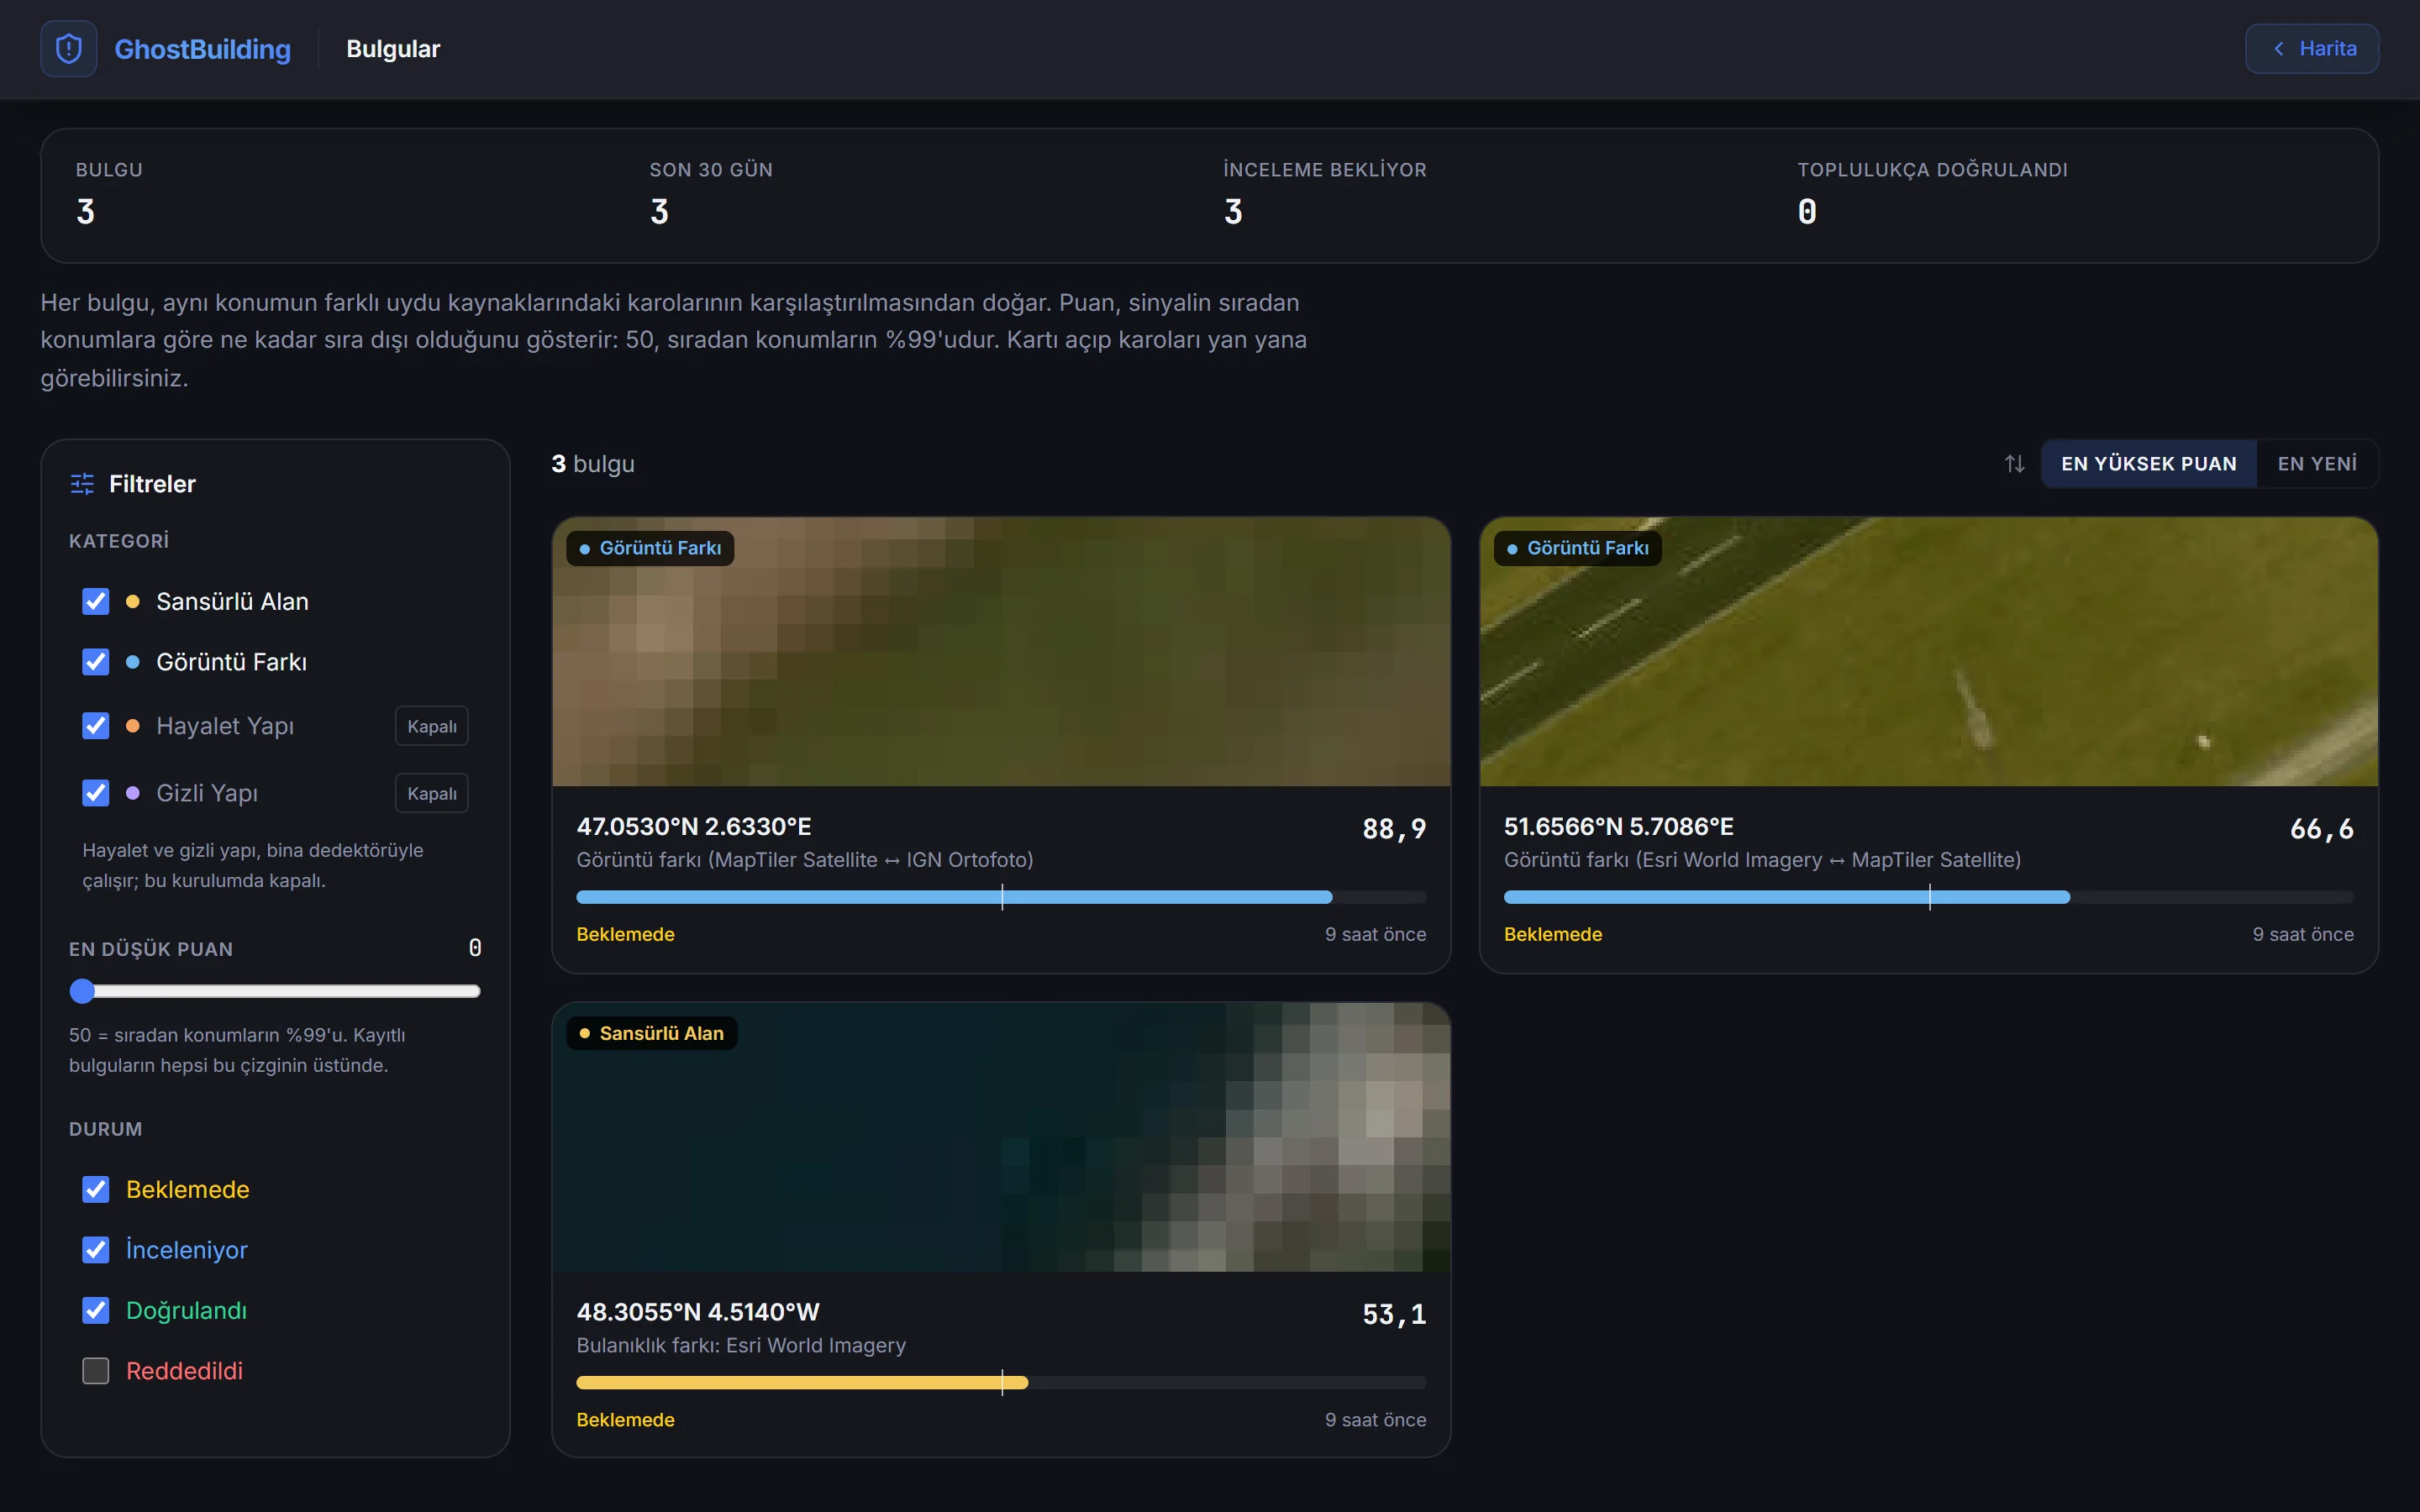 GhostBuilding
Bulgular
Harita
BULGU
3
SON 30 GÜN
3
İNCELEME BEKLİYOR
3
TOPLULUKÇA DOĞRULANDI
0
Her bulgu, aynı konumun farklı uydu kaynaklarındaki karolarının karşılaştırılmasından doğar. Puan, sinyalin sıradan
konumlara göre ne kadar sıra dışı olduğunu gösterir: 50, sıradan konumların %99'udur. Kartı açıp karoları yan yana
görebilirsiniz.
Filtreler
KATEGORİ
Sansürlü Alan
Görüntü Farkı
Hayalet Yapı
Kapalı
Gizli Yapı
Kapalı
Hayalet ve gizli yapı, bina dedektörüyle
çalışır; bu kurulumda kapalı.
EN DÜŞÜK PUAN
0
50 = sıradan konumların %99'u. Kayıtlı
bulguların hepsi bu çizginin üstünde.
DURUM
Beklemede
İnceleniyor
Doğrulandı
Reddedildi
3 bulgu
EN YÜKSEK PUAN
EN YENİ
Görüntü Farkı
47.0530°N 2.6330°E
88,9
Görüntü farkı (MapTiler Satellite ↔ IGN Ortofoto)
Beklemede
9 saat önce
Görüntü Farkı
51.6566°N 5.7086°E
66,6
Görüntü farkı (Esri World Imagery ↔ MapTiler Satellite)
Beklemede
9 saat önce
Sansürlü Alan
48.3055°N 4.5140°W
53,1
Bulanıklık farkı: Esri World Imagery
Beklemede
9 saat önce